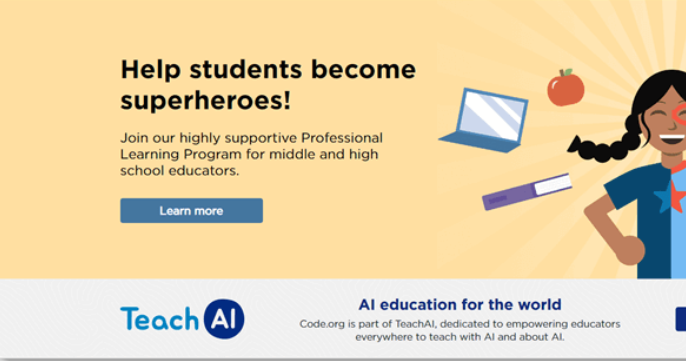 Help students become
superheroes!
Join our highly supportive Professional
Learning Program for middle and high
school educators.
Learn more
Teach AI
AI education for the world
Code.org is part of TeachAI, dedicated to empowering educators
everywhere to teach with AI and about AI.